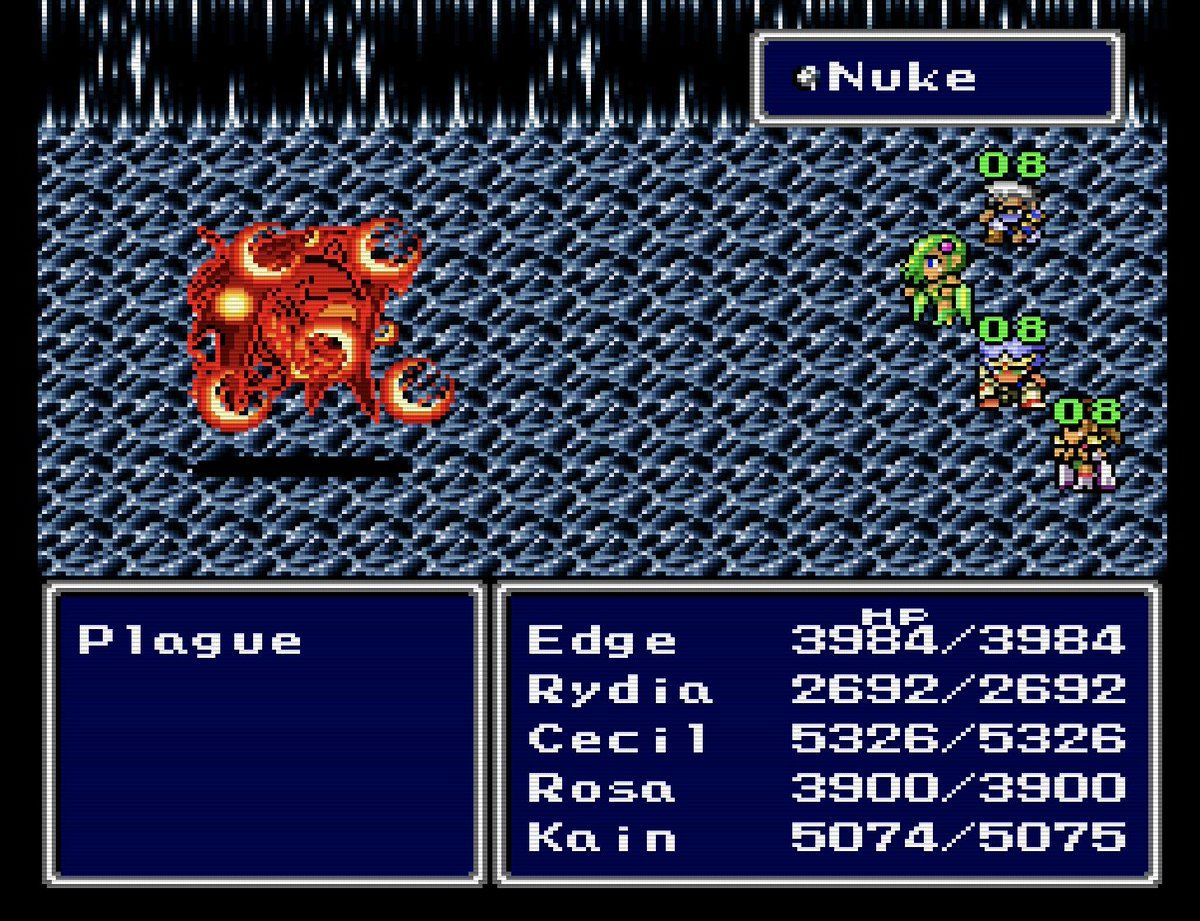 Nuke
08
08
08
Plague
HP
Edge 3984/3984
Rydia 2692/2692
Cecil 5326/5326
Rosa 3900/3900
Kain 5074/5075